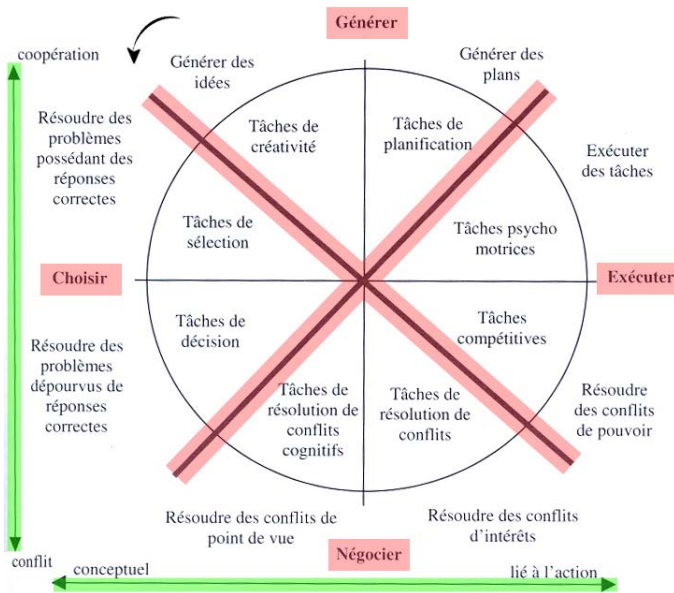 Générer
coopération
Générer des
idées
Générer des
plans
Résoudre des
problèmes
possédant des
réponses
correctes
Tâches de
créativité
Tâches de
planification
Exécuter
des tâches
Tâches de
sélection
Tâches psycho
motrices
Choisir
Exécuter
Tâches de
décision
Tâches
compétitives
Résoudre des
problèmes
dépourvus de
réponses
correctes
Tâches de
résolution de
conflits
cognitifs
Tâches de
résolution de
conflits
Résoudre
des conflits
de pouvoir
Résoudre des conflits de
point de vue
Résoudre des conflits
d'intérêts
Négocier
conflit
conceptuel
lié à l'action